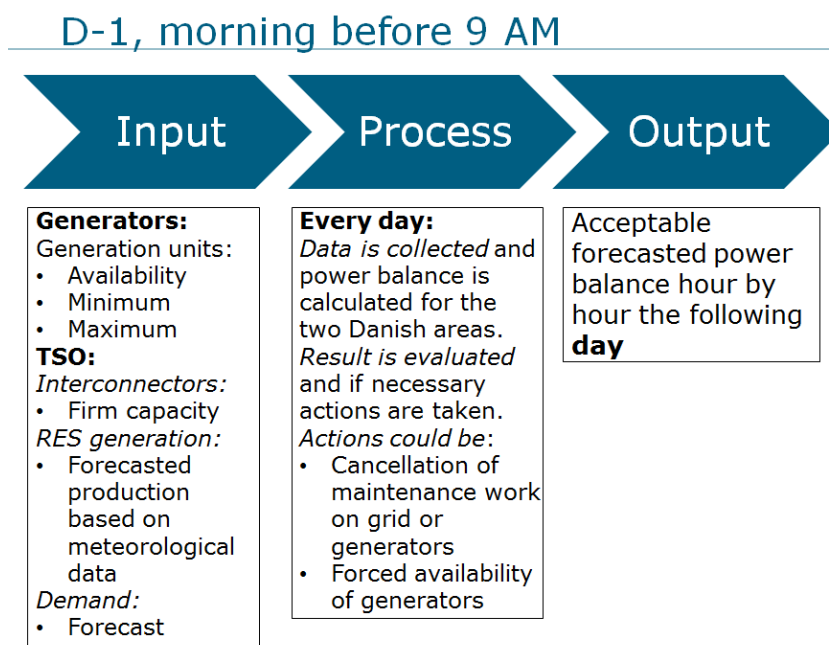 D-1, morning before 9 AM
Input
Process
Output
Generators:
Generation units:
• Availability
• Minimum
• Maximum
TSO:
Interconnectors:
• Firm capacity
RES generation:
• Forecasted
production
based on
meteorological
data
Demand:
• Forecast
Every day:
Data is collected and
power balance is
calculated for the
two Danish areas.
Result is evaluated
and if necessary
actions are taken.
Actions could be:
• Cancellation of
maintenance work
on grid or
generators
• Forced availability
of generators
Acceptable
forecasted power
balance hour by
hour the following
day